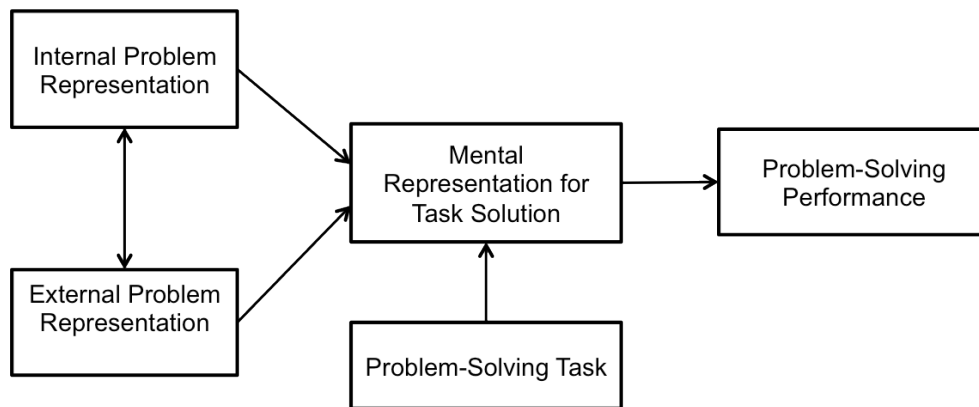 Internal Problem
Representation
Mental
Representation for
Task Solution
Problem-Solving
Performance
External Problem
Representation
Problem-Solving Task